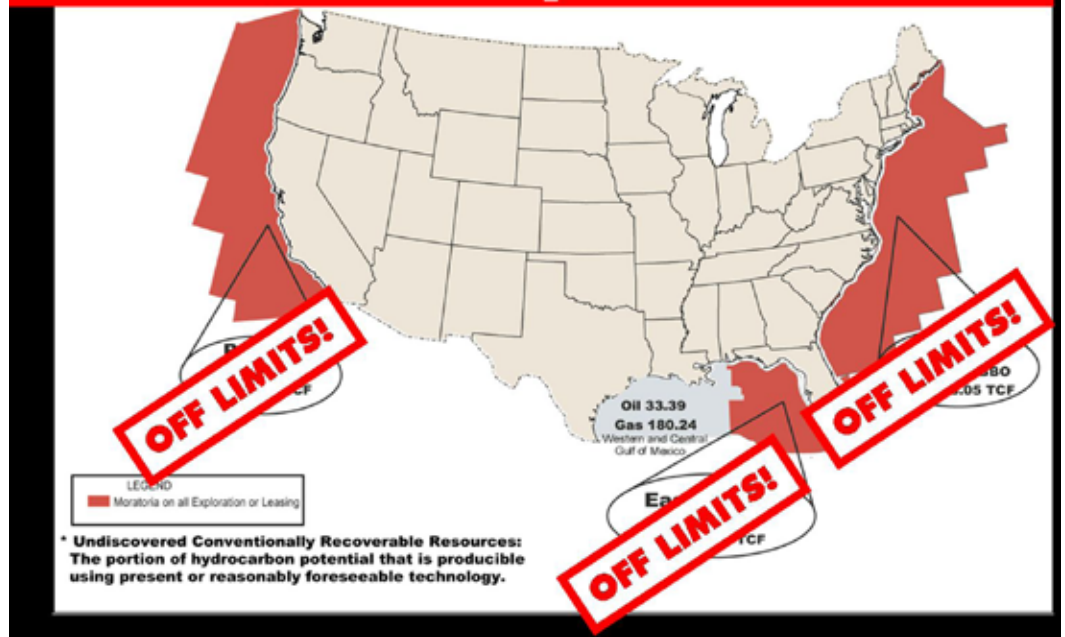 OFF LIMITS!
OFF LIMITS!
BBO
.05 TCF
Oil 33.39
Gas 180.24
Western and Central
Gulf of Mexico
OFF LIMITS!
TCF
LEGEND
Moratoria on all Exploration or Leasing
* Undiscovered Conventionally Recoverable Resources:
The portion of hydrocarbon potential that is producible
using present or reasonably foreseeable technology.